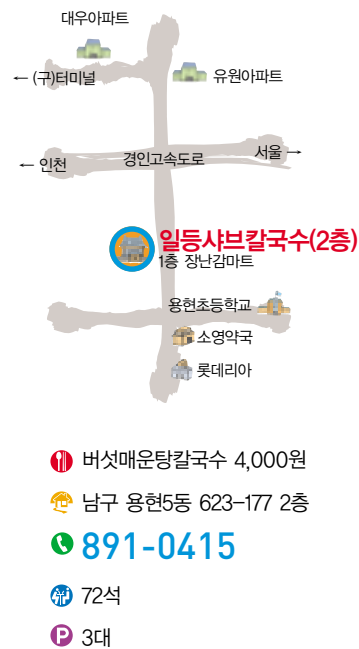 대우아파트
← (구)터미널
유원아파트
경인고속도로
서울 →
← 인천
일등샤브칼국수(2층)
1층 장난감마트
용현초등학교
소영약국
롯데리아
버섯매운탕칼국수 4,000원
남구 용현5동 623-177 2층
891-0415
72석
P 3대